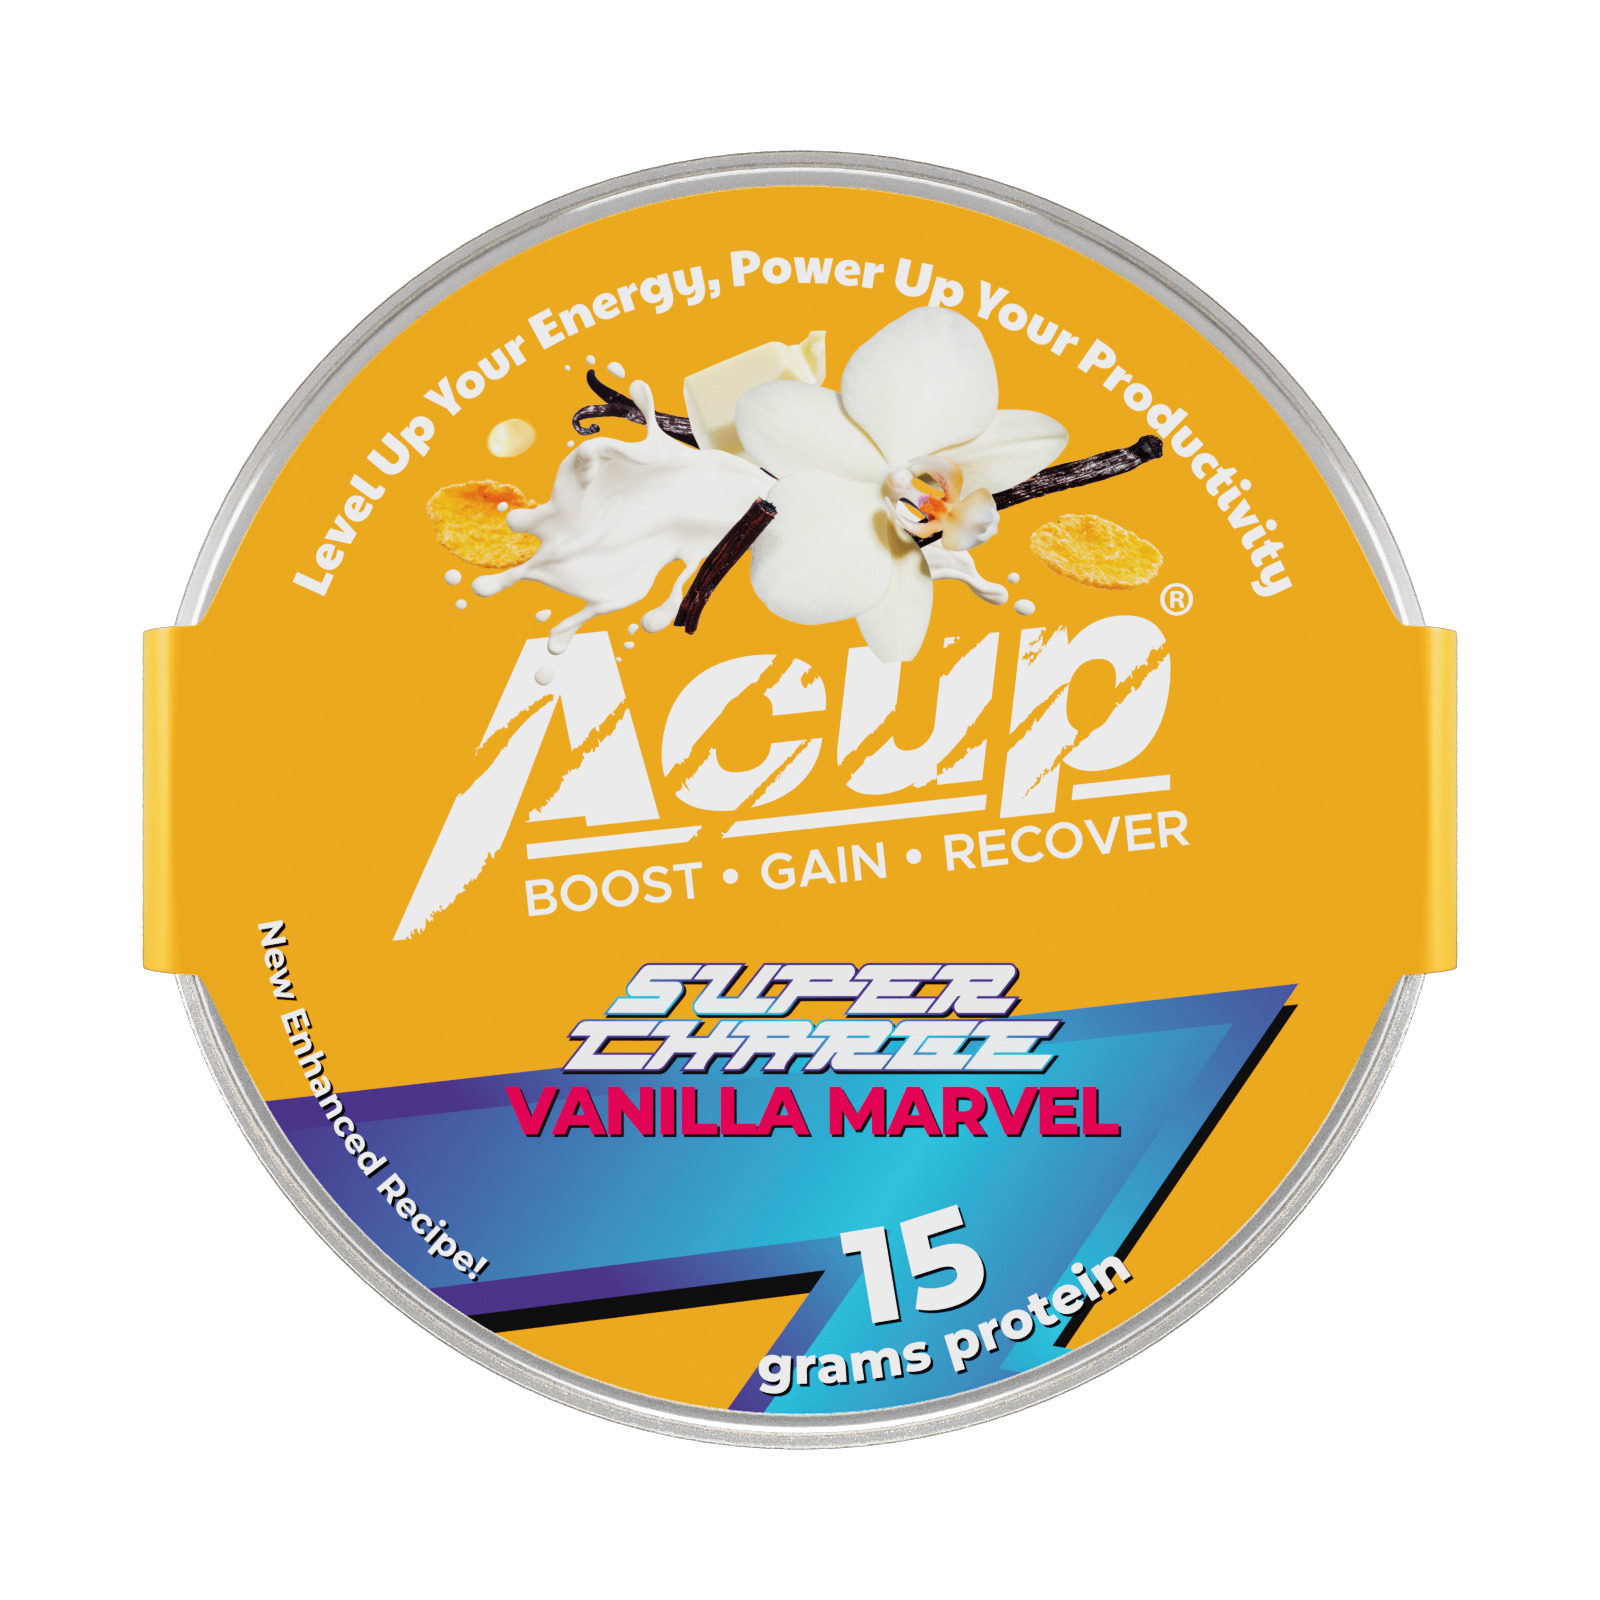 Level Up Your Energy, Power Up Your Productivity
Acup®
BOOST • GAIN • RECOVER
SUPER
CHARGE
VANILLA MARVEL
New Enhanced Recipe!
15
grams protein